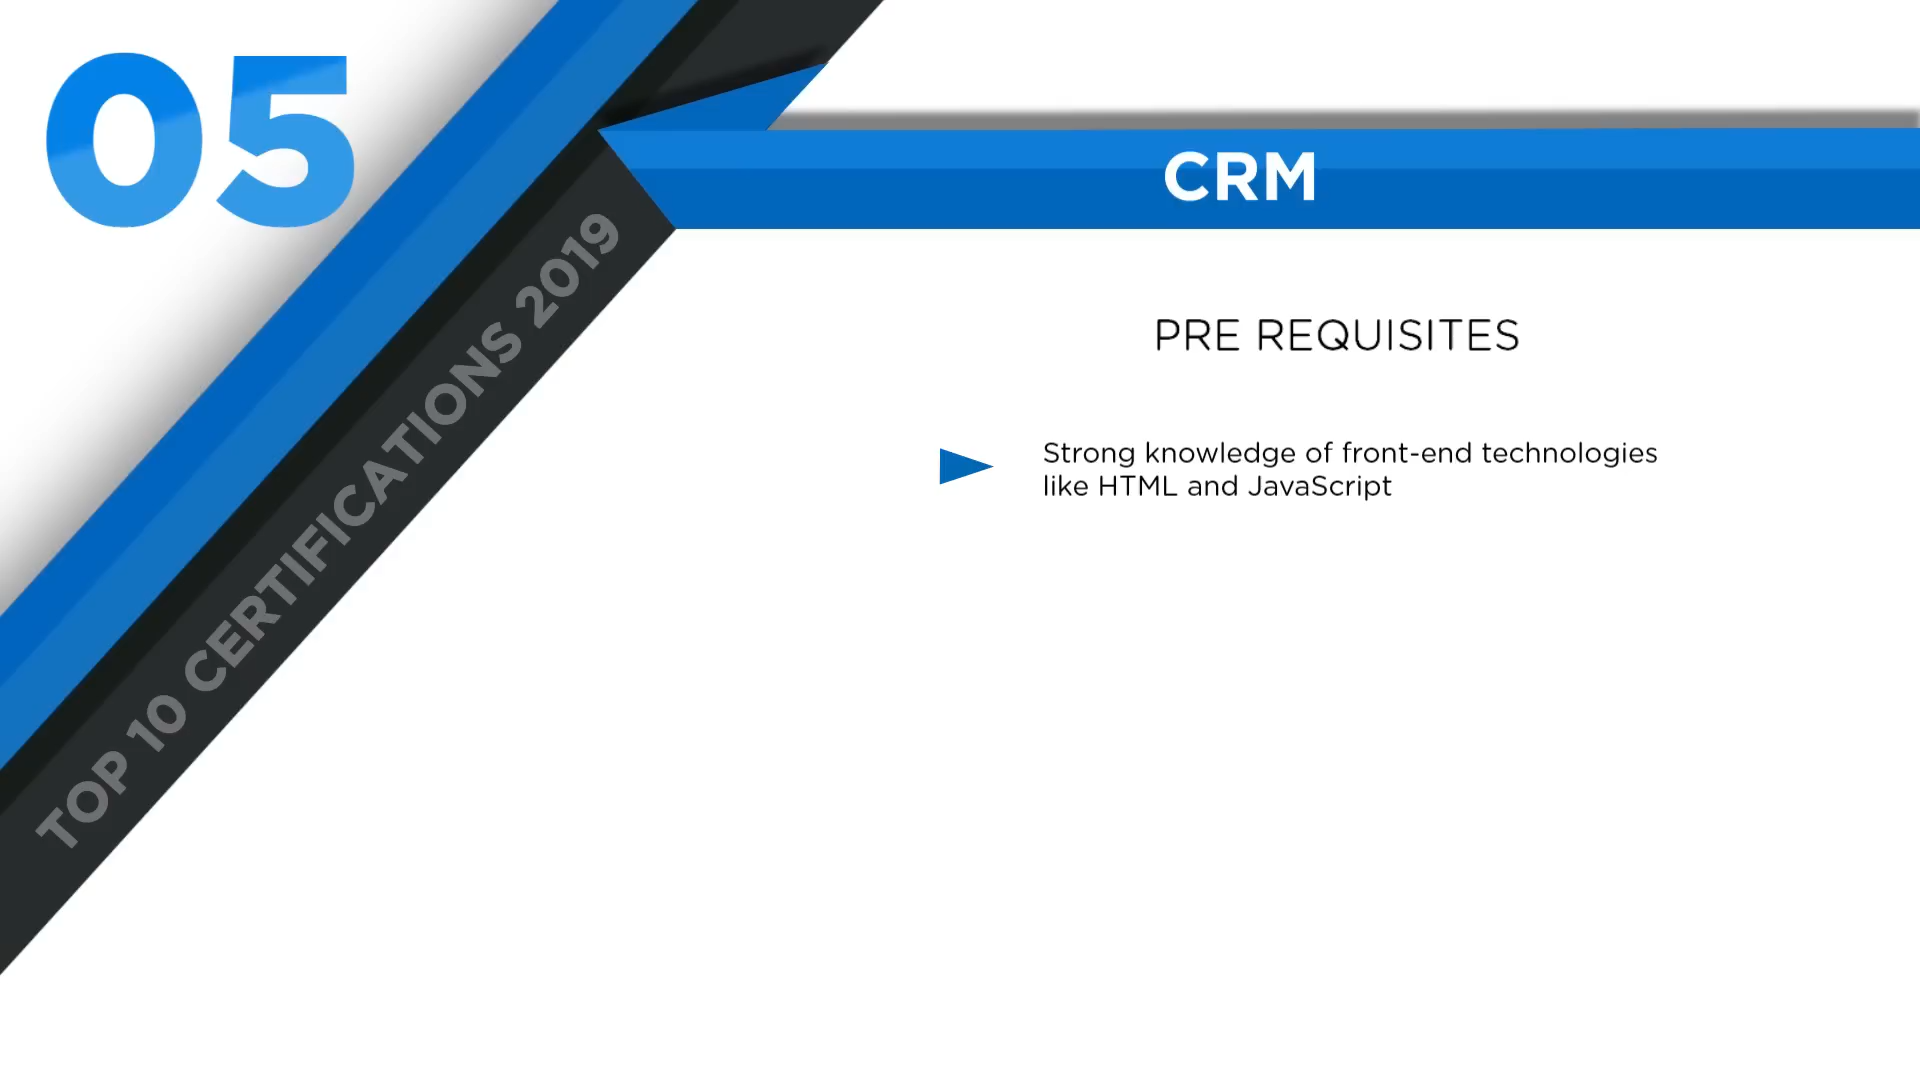 05
CRM
TOP 10 CERTIFICATIONS 2019
PRE REQUISITES
Strong knowledge of front-end technologies
like HTML and JavaScript